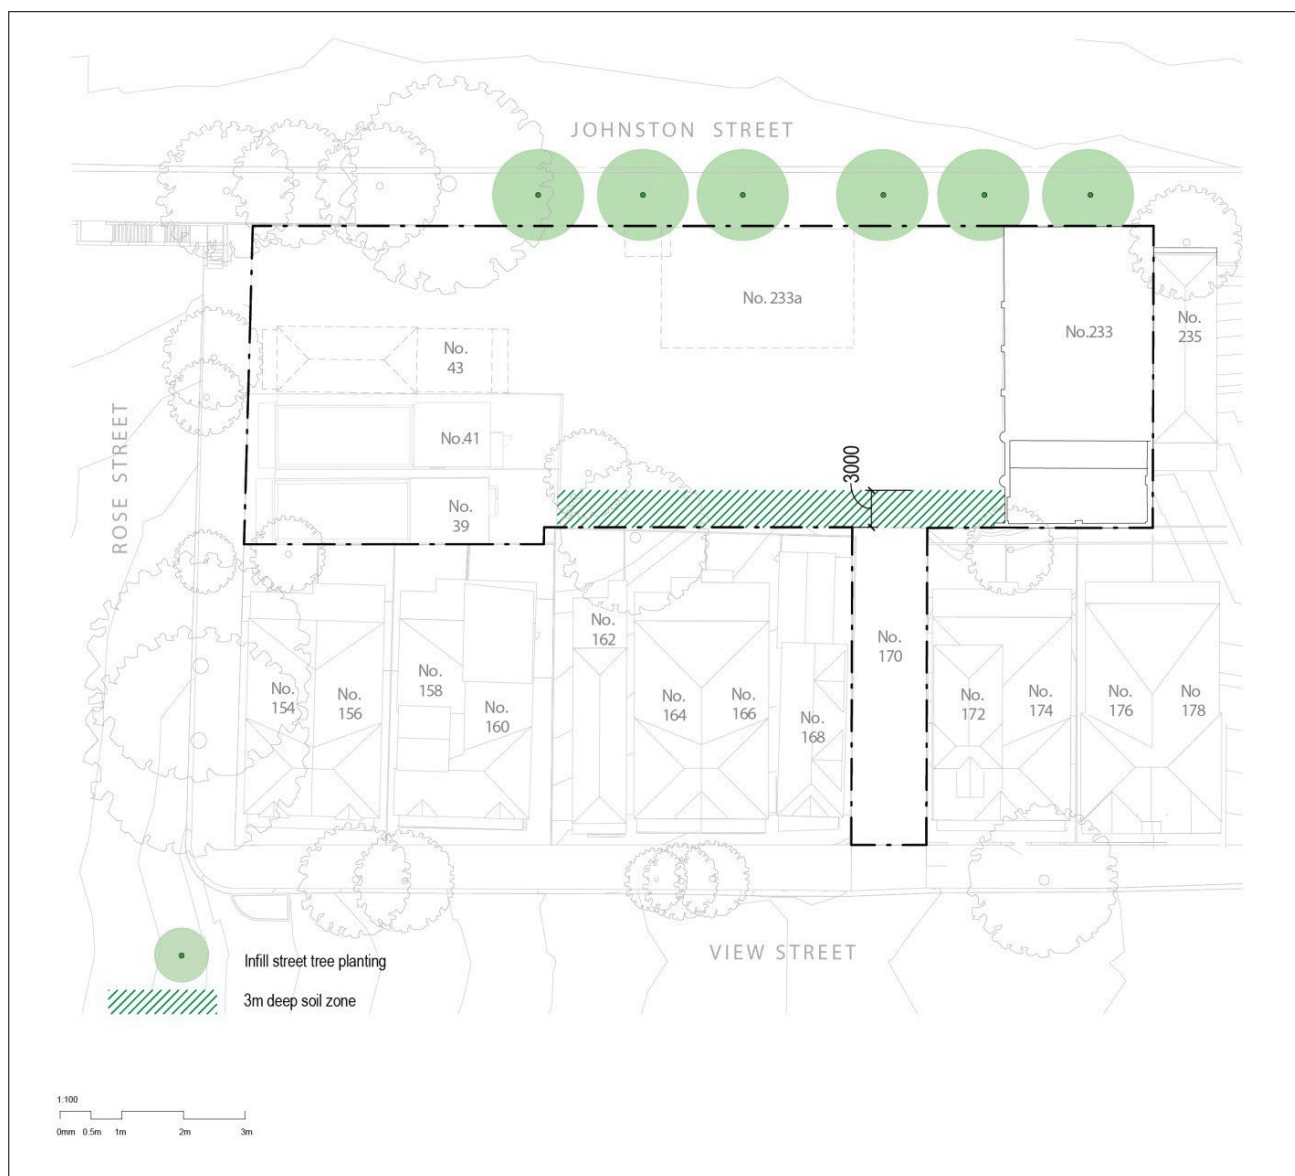 JOHNSTON STREET
No. 233a
No.233
No.
235
No.
43
No.41
No.
39
ROSE STREET
3000
No.
154
No.
156
No.
158
No.
160
No.
162
No.
164
No.
166
No.
168
No.
170
No.
172
No.
174
No.
176
No
178
VIEW STREET
Infill street tree planting
3m deep soil zone
1:100
0mm 0.5m 1m 2m 3m